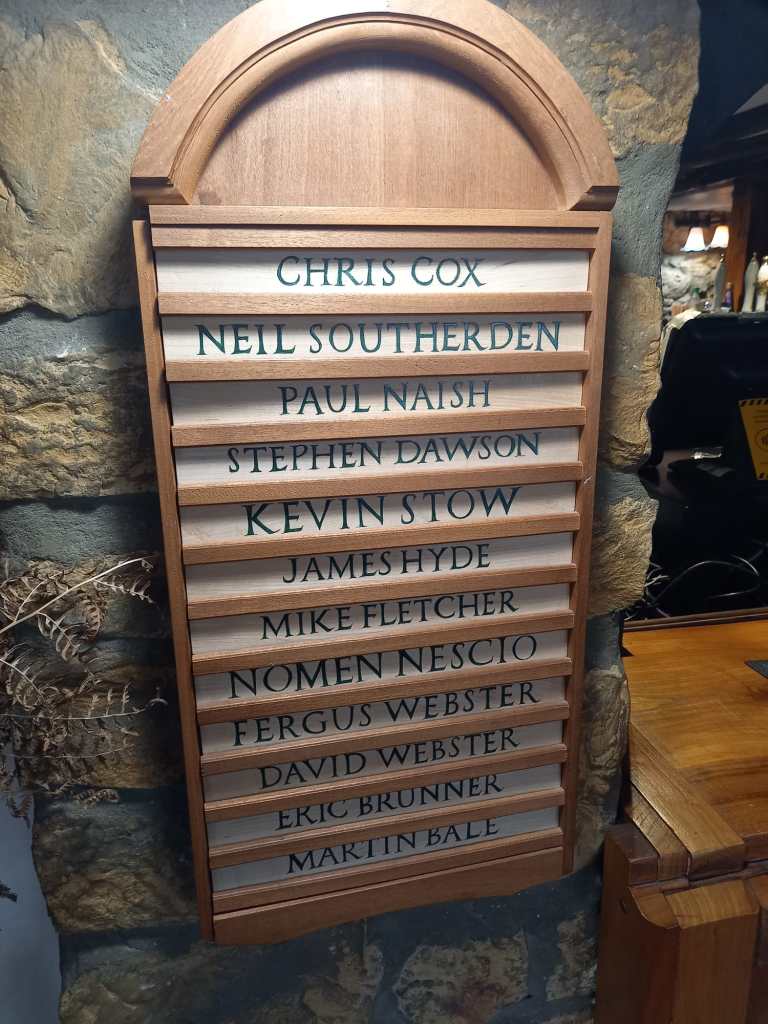 CHRIS COX
NEIL SOUTHERDEN
PAUL NAISH
STEPHEN DAWSON
KEVIN STOW
JAMES HYDE
MIKE FLETCHER
NOMEN NESCIO
FERGUS WEBSTER
DAVID WEBSTER
ERIC BRUNNER
MARTIN BALE